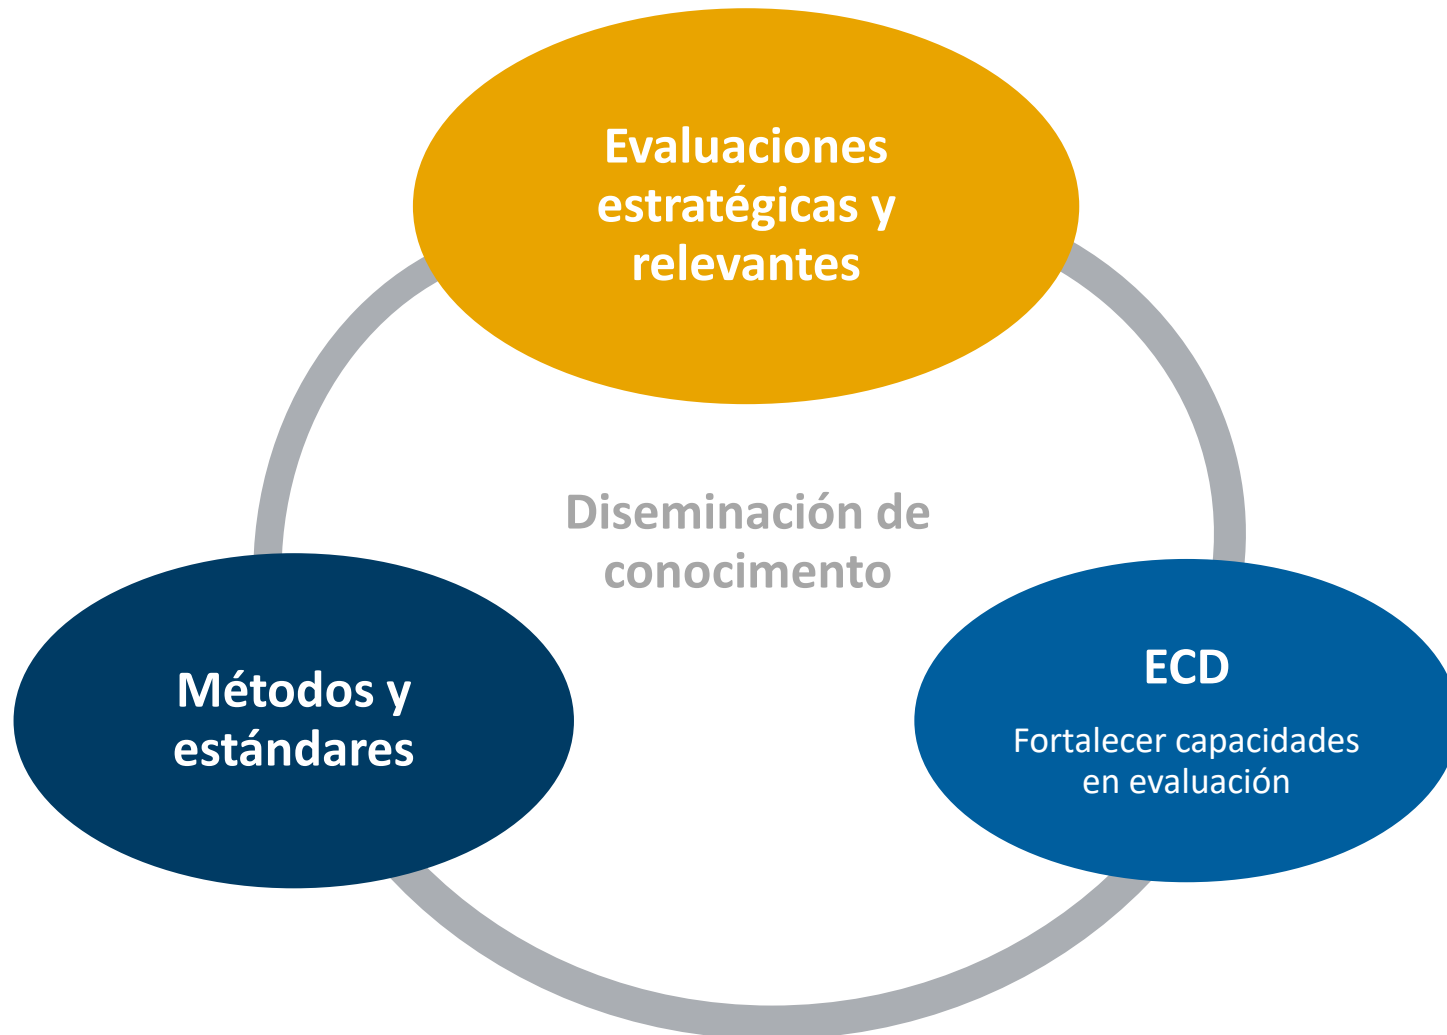 Evaluaciones
estratégicas y
relevantes
Diseminación de
conocimento
Métodos y
estándares
ECD
Fortalecer capacidades
en evaluación